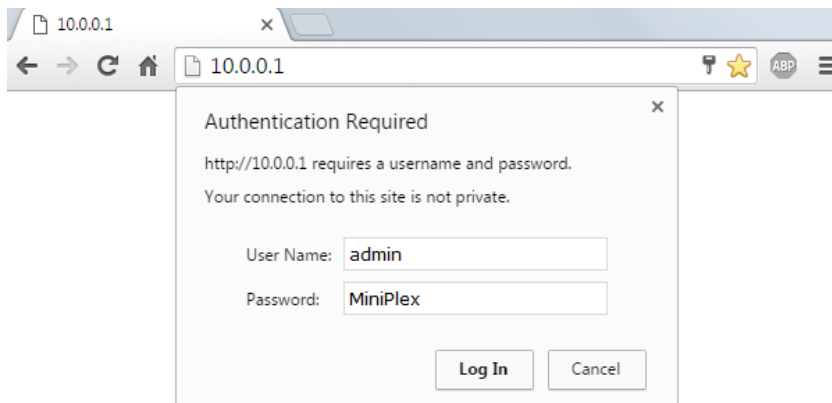 10.0.0.1
10.0.0.1
ABP
Authentication Required
http://10.0.0.1 requires a username and password.
Your connection to this site is not private.
User Name: admin
Password: MiniPlex
Log In Cancel